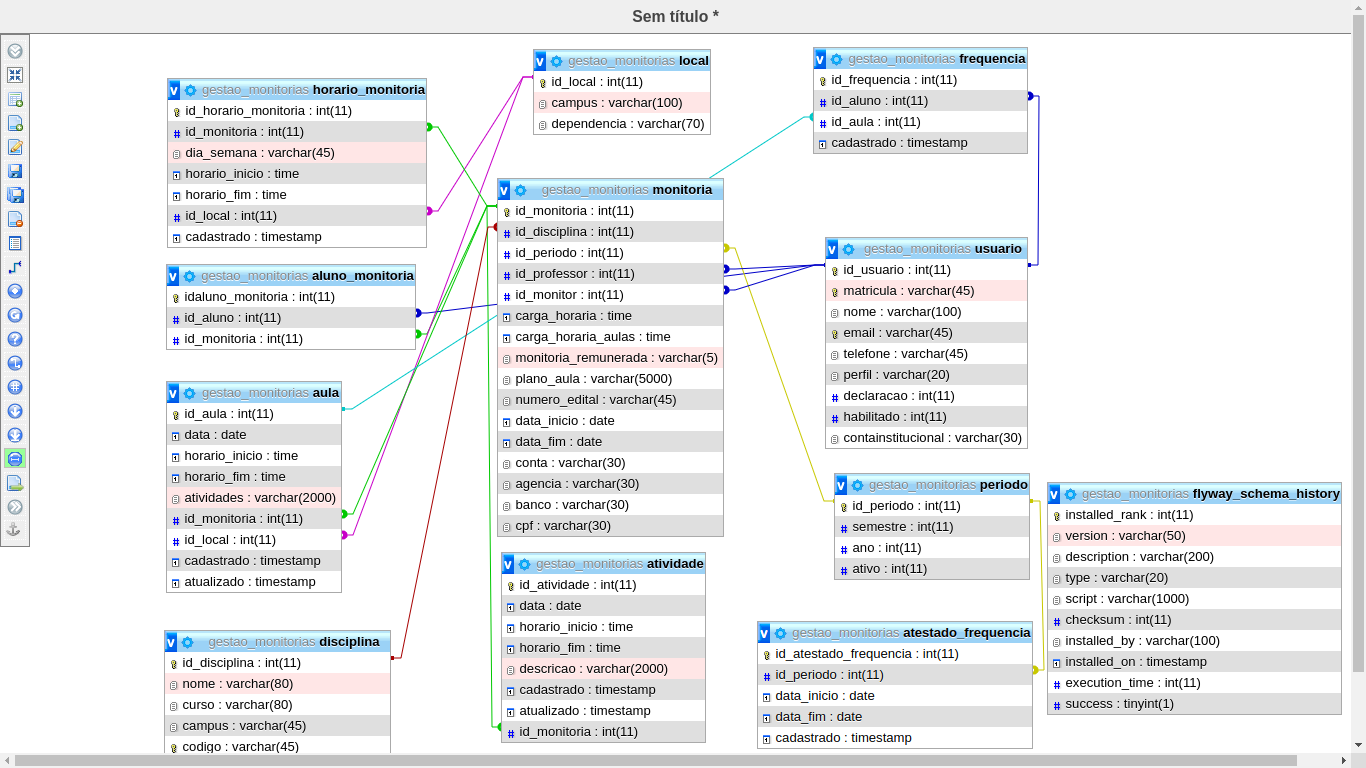 Sem título *
gestao_monitorias horario_monitoria
id_horario_monitoria : int(11)
id_monitoria : int(11)
dia_semana : varchar(45)
horario_inicio : time
horario_fim : time
id_local : int(11)
cadastrado : timestamp
gestao_monitorias aluno_monitoria
idaluno_monitoria : int(11)
id_aluno : int(11)
id_monitoria : int(11)
gestao_monitorias aula
id_aula : int(11)
data : date
horario_inicio : time
horario_fim : time
atividades : varchar(2000)
id_monitoria : int(11)
id_local : int(11)
cadastrado : timestamp
atualizado : timestamp
gestao_monitorias disciplina
id_disciplina : int(11)
nome : varchar(80)
curso : varchar(80)
campus : varchar(45)
codigo : varchar(45)
gestao_monitorias local
id_local : int(11)
campus : varchar(100)
dependencia : varchar(70)
gestao_monitorias monitoria
id_monitoria : int(11)
id_disciplina : int(11)
id_periodo : int(11)
id_professor : int(11)
id_monitor : int(11)
carga_horaria : time
carga_horaria_aulas : time
monitoria_remunerada : varchar(5)
plano_aula : varchar(5000)
numero_edital : varchar(45)
data_inicio : date
data_fim : date
conta : varchar(30)
agencia : varchar(30)
banco : varchar(30)
cpf : varchar(30)
gestao_monitorias atividade
id_atividade : int(11)
data : date
horario_inicio : time
horario_fim : time
descricao : varchar(2000)
cadastrado : timestamp
atualizado : timestamp
id_monitoria : int(11)
gestao_monitorias frequencia
id_frequencia : int(11)
id_aluno : int(11)
id_aula : int(11)
cadastrado : timestamp
gestao_monitorias usuario
id_usuario : int(11)
matricula : varchar(45)
nome : varchar(100)
email : varchar(45)
telefone : varchar(45)
perfil : varchar(20)
declaracao : int(11)
habilitado : int(11)
containstitucional : varchar(30)
gestao_monitorias periodo
id_periodo : int(11)
semestre : int(11)
ano : int(11)
ativo : int(11)
gestao_monitorias atestado_frequencia
id_atestado_frequencia : int(11)
id_periodo : int(11)
data_inicio : date
data_fim : date
cadastrado : timestamp
gestao_monitorias flyway_schema_history
installed_rank : int(11)
version : varchar(50)
description : varchar(200)
type : varchar(20)
script : varchar(1000)
checksum : int(11)
installed_by : varchar(100)
installed_on : timestamp
execution_time : int(11)
success : tinyint(1)